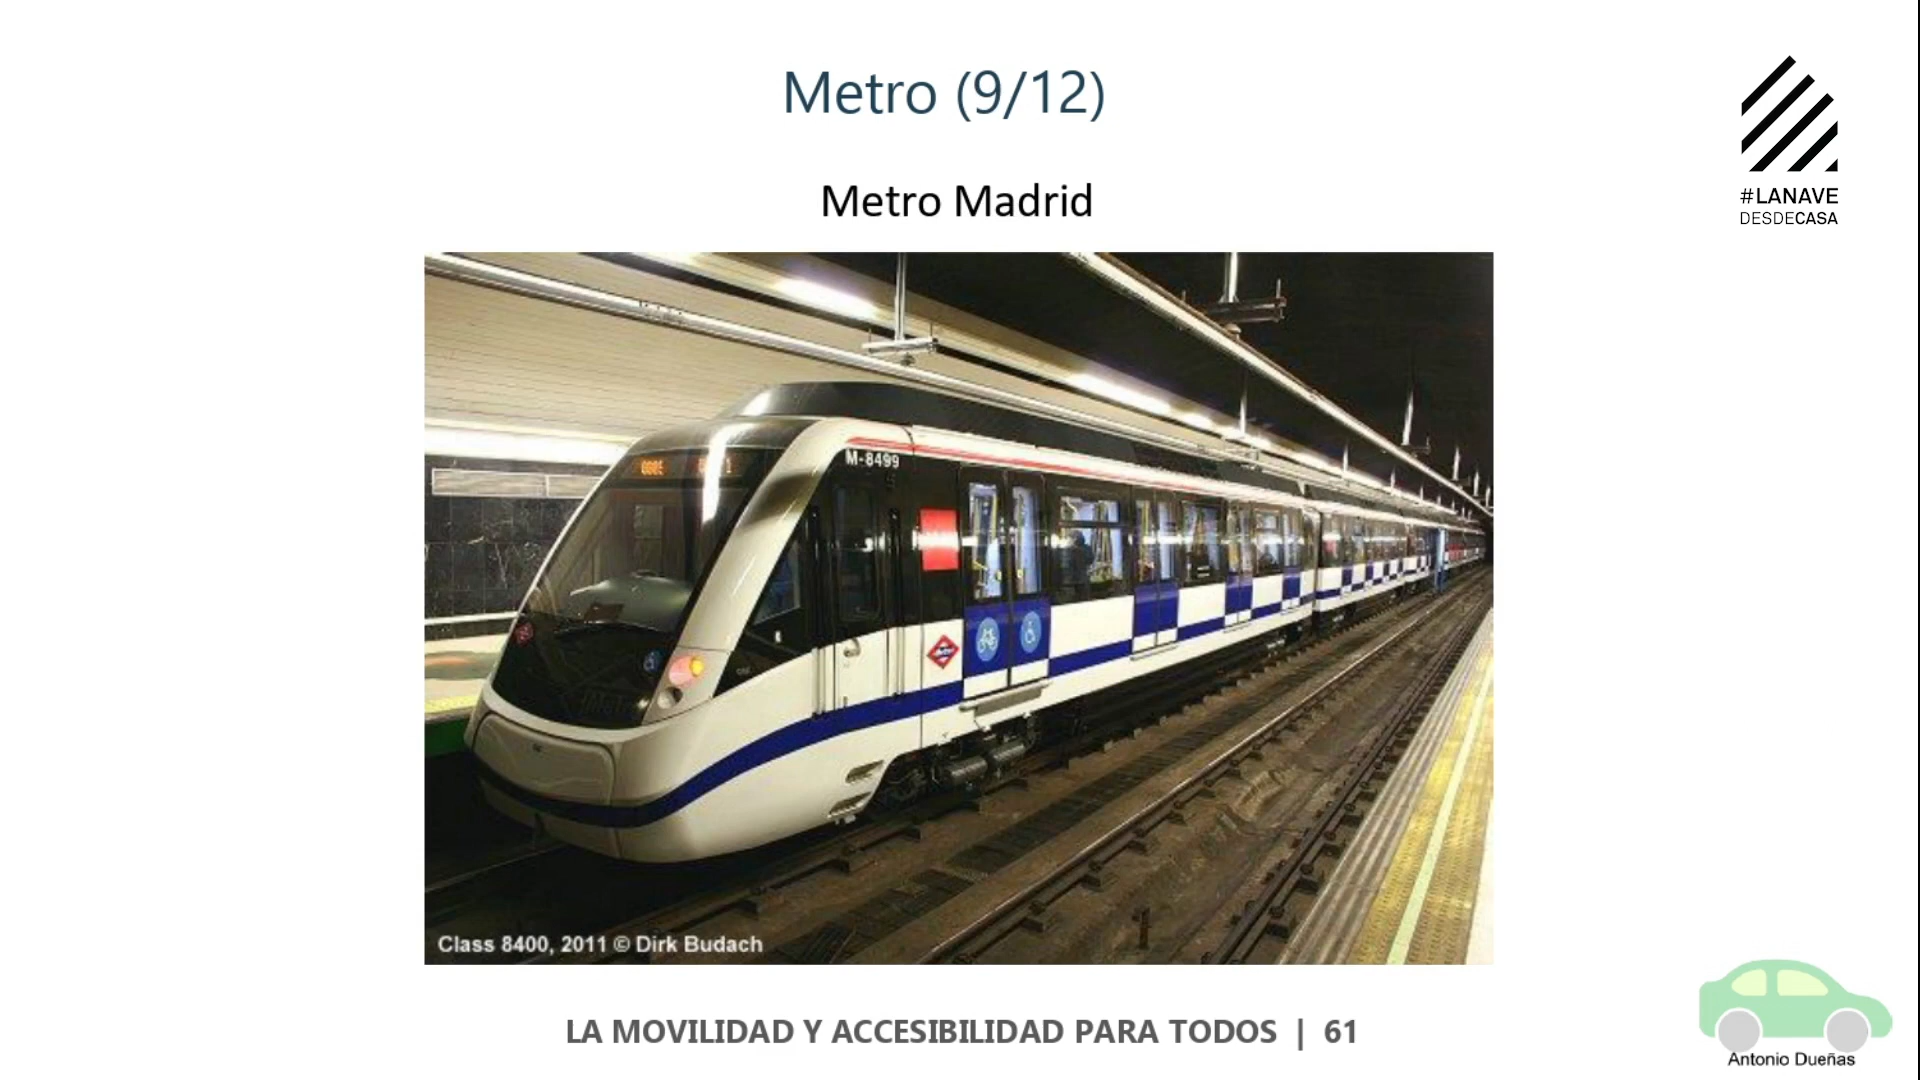 Metro (9/12)
#LANAVE
DESDECASA
Metro Madrid
M-8499
Class 8400, 2011 © Dirk Budach
LA MOVILIDAD Y ACCESIBILIDAD PARA TODOS | 61
Antonio Dueñas